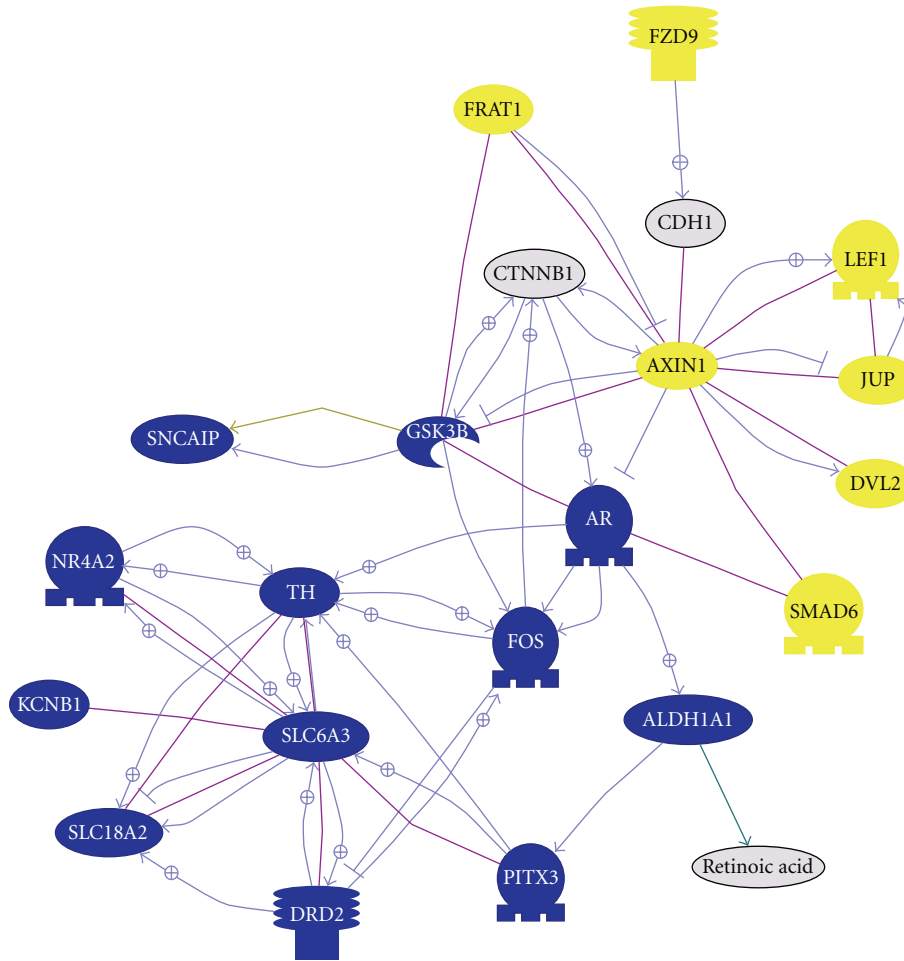 FZD9
FRAT1
CDH1
LEF1
CTNNB1
AXIN1
JUP
GSK3B
SNCAIP
DVL2
AR
NR4A2
TH
SMAD6
FOS
KCNB1
ALDH1A1
SLC6A3
SLC18A2
Retinoic acid
PITX3
DRD2